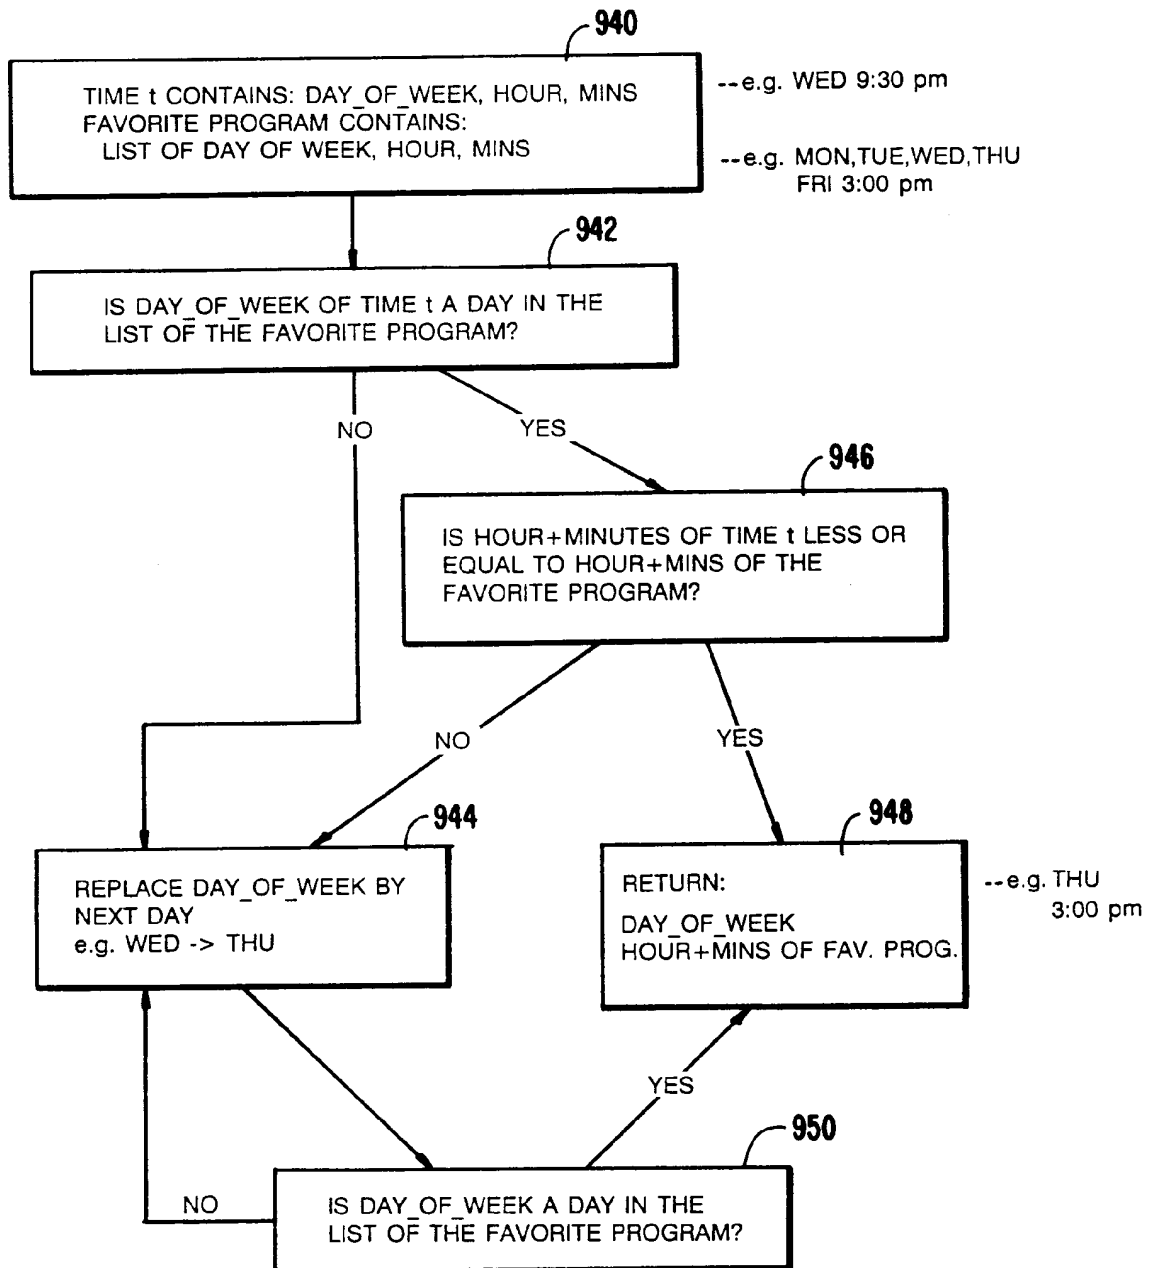 940
TIME t CONTAINS: DAY_OF_WEEK, HOUR, MINS
FAVORITE PROGRAM CONTAINS:
LIST OF DAY OF WEEK, HOUR, MINS
--e.g. WED 9:30 pm
--e.g. MON,TUE,WED,THU
FRI 3:00 pm
942
IS DAY_OF_WEEK OF TIME t A DAY IN THE
LIST OF THE FAVORITE PROGRAM?
NO
YES
946
IS HOUR+MINUTES OF TIME t LESS OR
EQUAL TO HOUR+MINS OF THE
FAVORITE PROGRAM?
NO
YES
944
REPLACE DAY_OF_WEEK BY
NEXT DAY
e.g. WED -> THU
948
RETURN:
DAY_OF_WEEK
HOUR+MINS OF FAV. PROG.
--e.g. THU
3:00 pm
YES
950
NO
IS DAY_OF_WEEK A DAY IN THE
LIST OF THE FAVORITE PROGRAM?